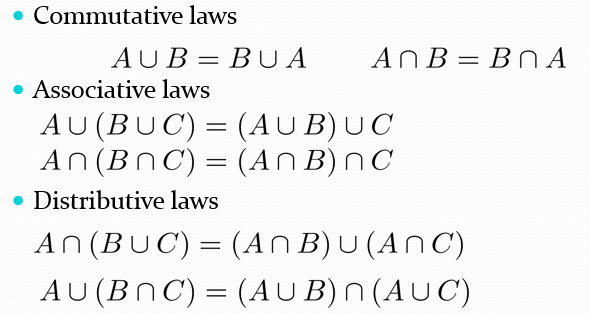 • Commutative laws
A ∪ B = B ∪ A    A ∩ B = B ∩ A
• Associative laws
A ∪ (B ∪ C) = (A ∪ B) ∪ C
A ∩ (B ∩ C) = (A ∩ B) ∩ C
• Distributive laws
A ∩ (B ∪ C) = (A ∩ B) ∪ (A ∩ C)
A ∪ (B ∩ C) = (A ∪ B) ∩ (A ∪ C)